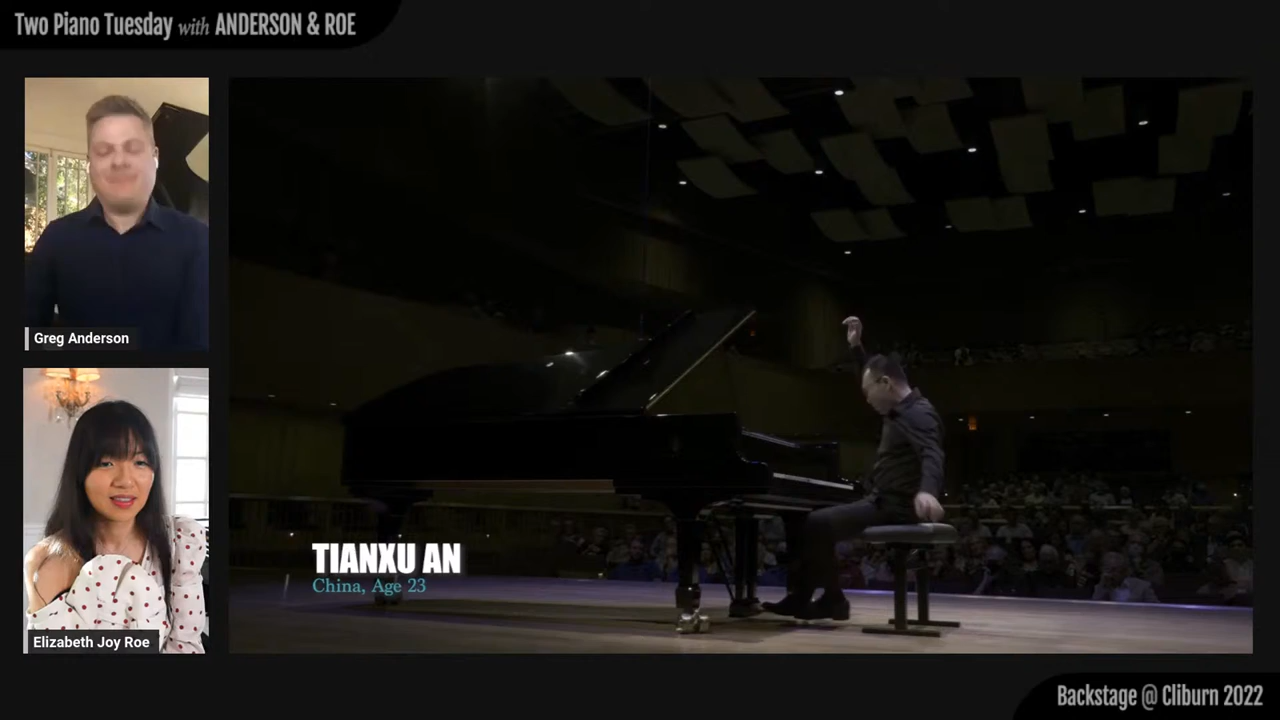 Two Piano Tuesday with ANDERSON & ROE
Greg Anderson
Elizabeth Joy Roe
TIANXU AN
China, Age 23
Backstage @ Cliburn 2022